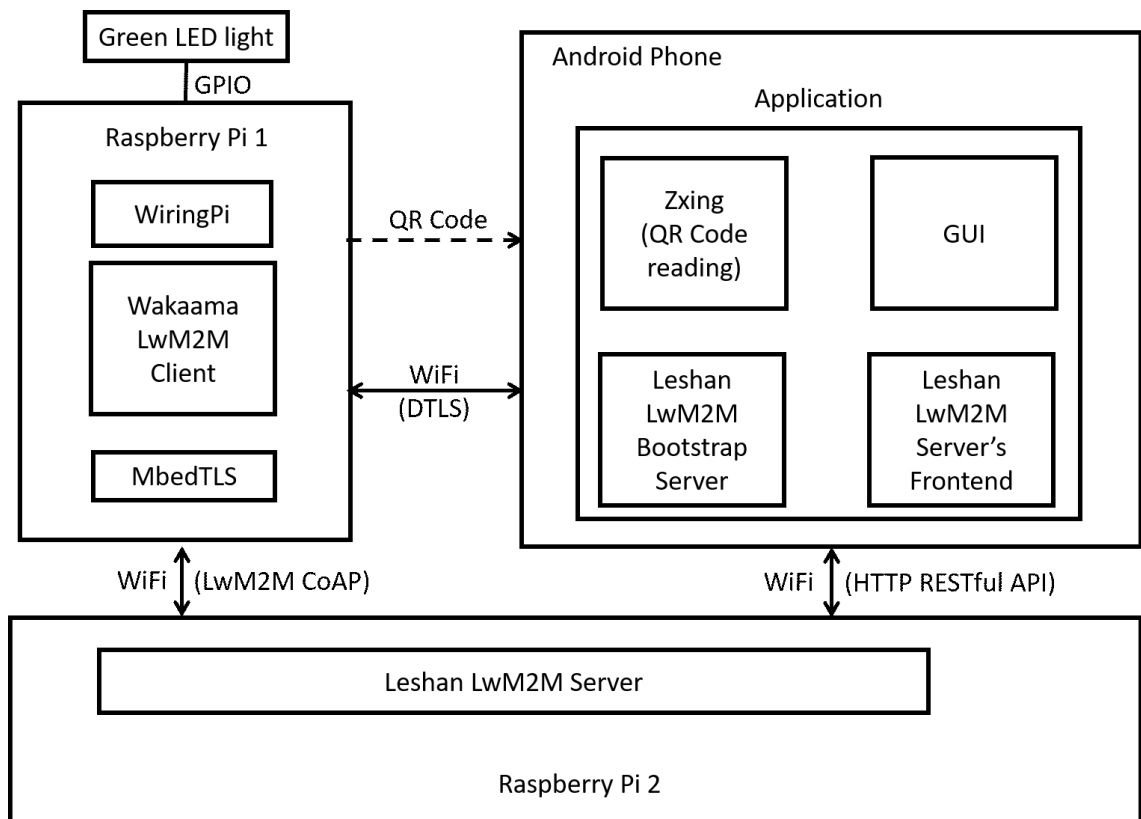 Green LED light
GPIO
Raspberry Pi 1
WiringPi
Wakaama
LwM2M
Client
MbedTLS
QR Code
WiFi
(DTLS)
Android Phone
Application
Zxing
(QR Code
reading)
GUI
Leshan
LwM2M
Bootstrap
Server
Leshan
LwM2M
Server’s
Frontend
WiFi (LwM2M CoAP)
WiFi (HTTP RESTful API)
Leshan LwM2M Server
Raspberry Pi 2